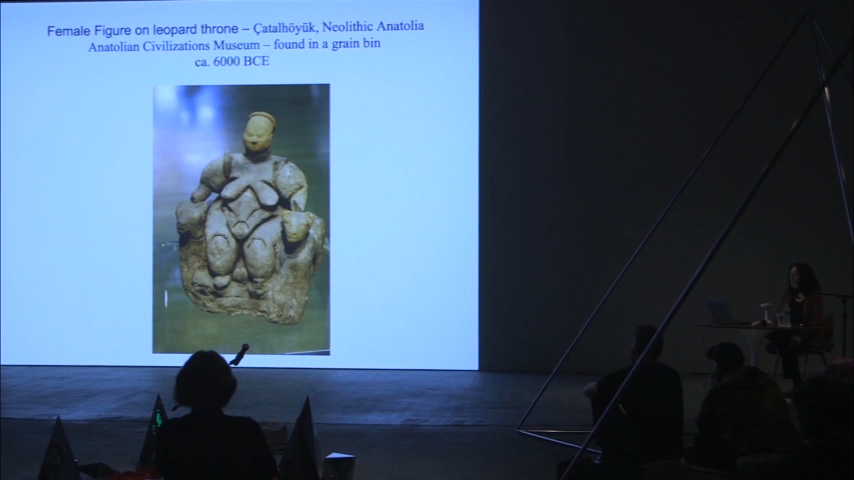 Female Figure on leopard throne – Çatalhöyük, Neolithic Anatolia
Anatolian Civilizations Museum – found in a grain bin
ca. 6000 BCE